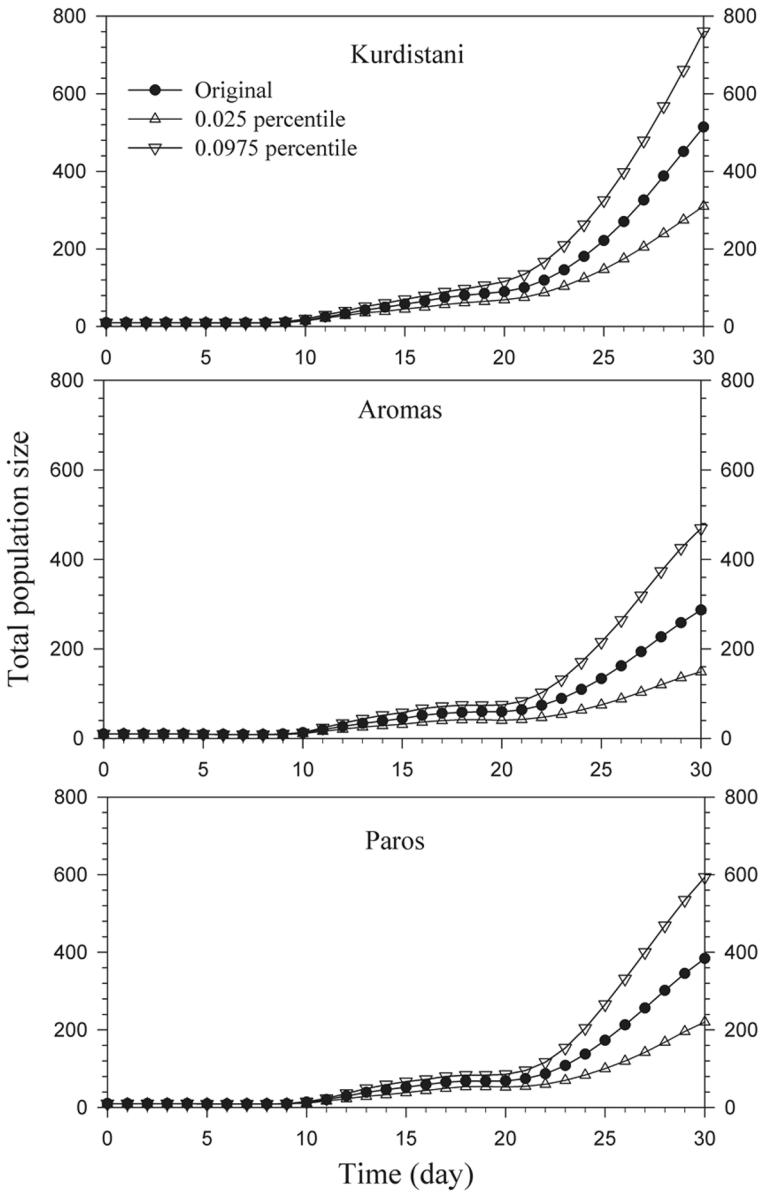 Kurdistani
Original
0.025 percentile
0.0975 percentile
800 800
600 600
400 400
200 200
0 0
0 5 10 15 20 25 30
Aromas
800 800
600 600
400 400
200 200
0 0
0 5 10 15 20 25 30
Total population size
Paros
800 800
600 600
400 400
200 200
0 0
0 5 10 15 20 25 30
Time (day)